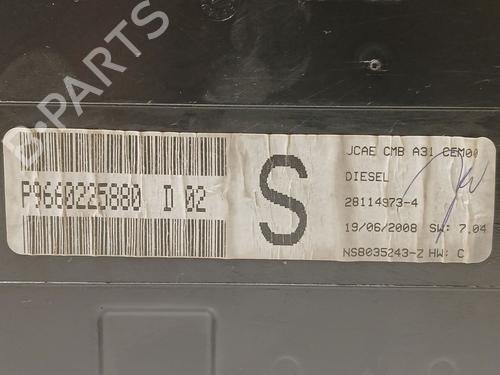 B-PARTS
P9660225880 D 02
S
JCAE CMB A31 CEM00
DIESEL
28114973-4
19/06/2008 SW: 7.04
NS8035243-Z HW: C